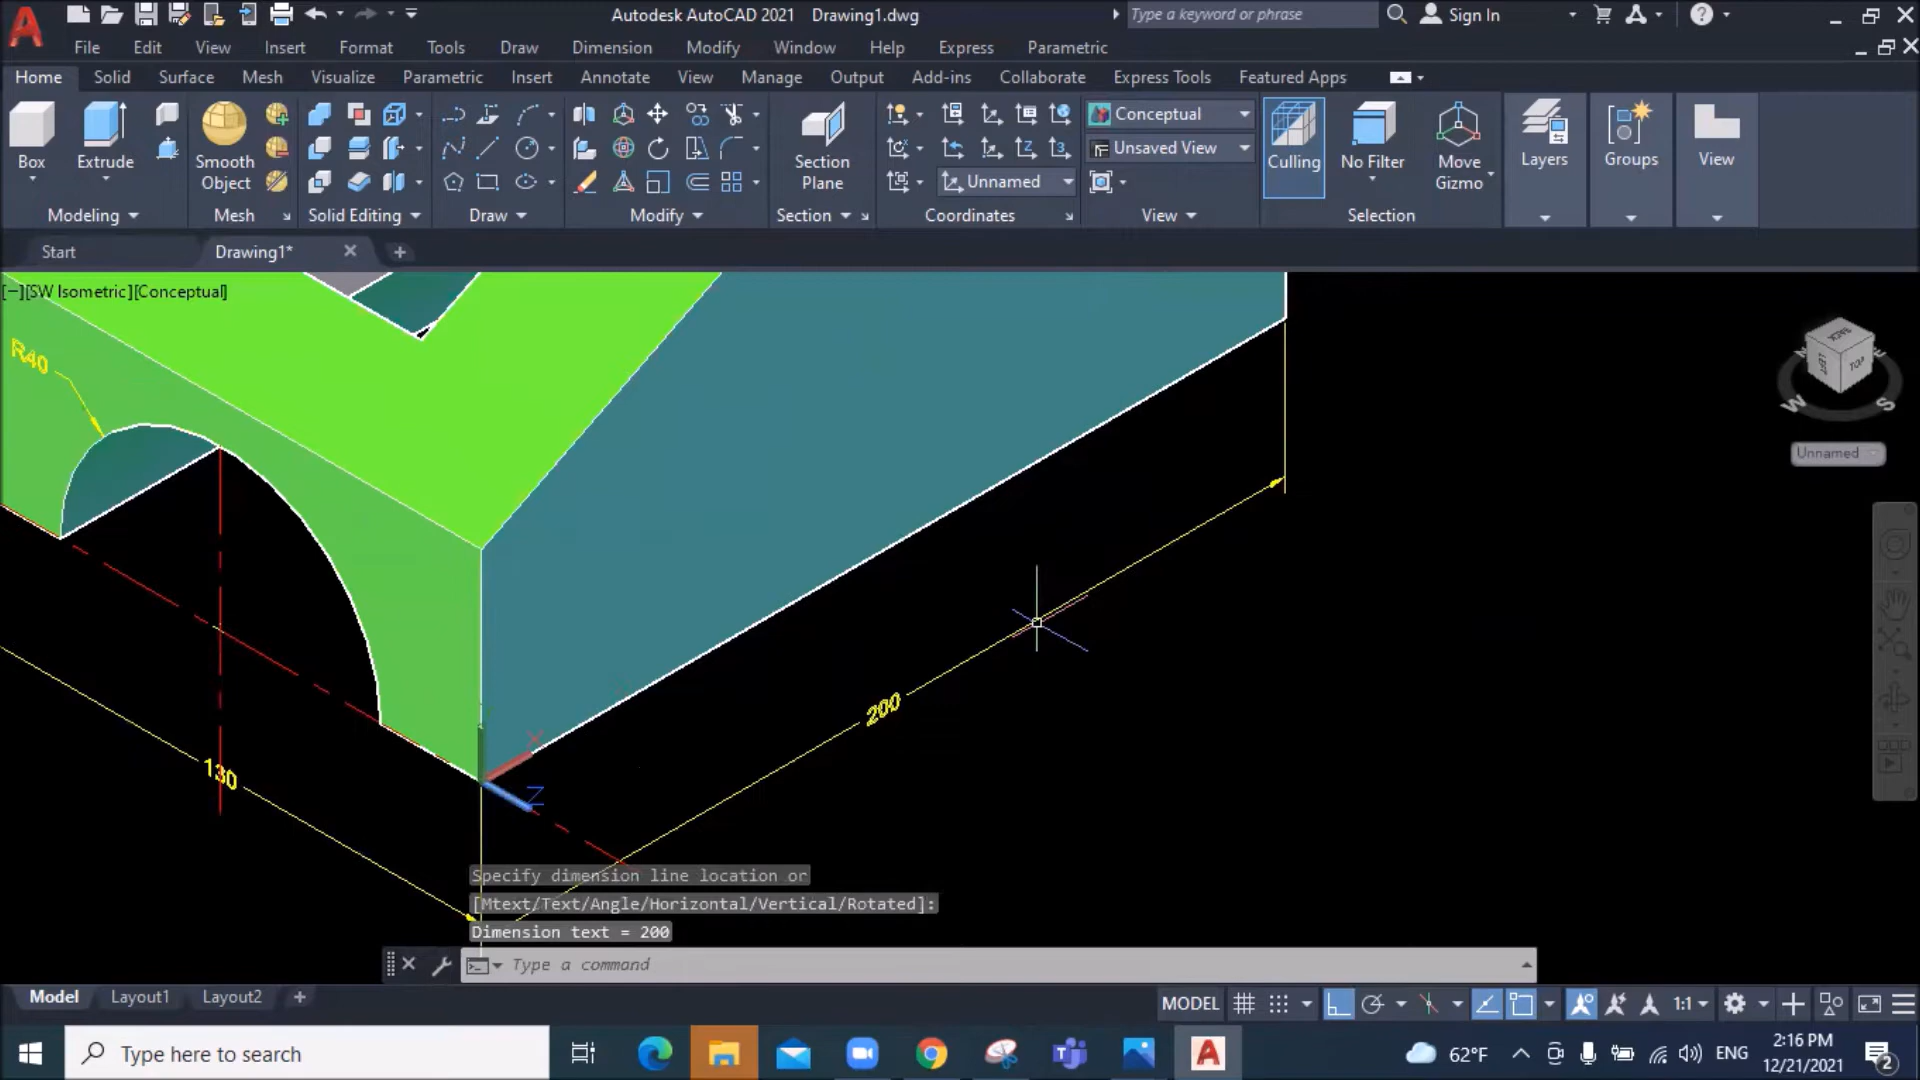 Autodesk AutoCAD 2021 Drawing1.dwg
Type a keyword or phrase
Sign In
File Edit View Insert Format Tools Draw Dimension Modify Window Help Express Parametric
Home Solid Surface Mesh Visualize Parametric Insert Annotate View Manage Output Add-ins Collaborate Express Tools Featured Apps
Box
Extrude
Smooth
Object
Section
Plane
Conceptual
Unsaved View
Unnamed
Culling
No Filter
Move
Gizmo
Layers
Groups
View
Modeling
Mesh
Solid Editing
Draw
Modify
Section
Coordinates
View
Selection
Start
Drawing1*
[−][SW Isometric][Conceptual]
R40
BACK
LEFT
TOP
W
S
Unnamed
200
130
X
Z
Specify dimension line location or
[Mtext/Text/Angle/Horizontal/Vertical/Rotated]:
Dimension text = 200
Type a command
Model Layout1 Layout2
MODEL
1:1
Type here to search
62°F
ENG
2:16 PM
12/21/2021
2